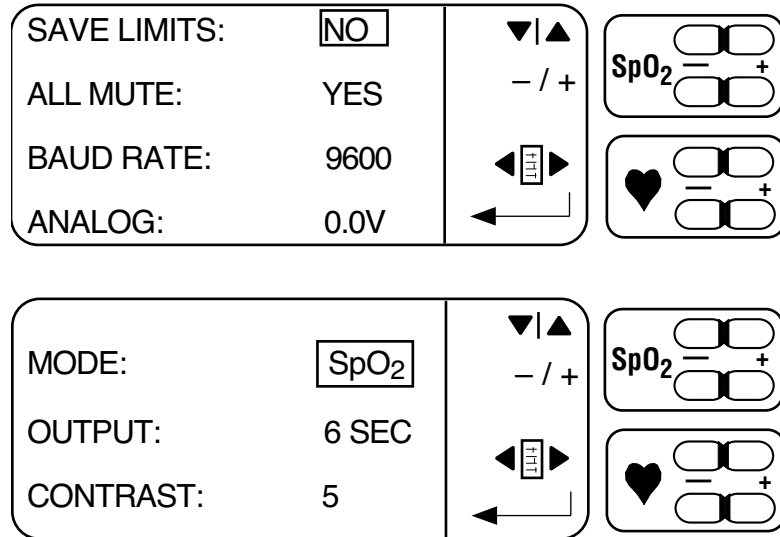 SAVE LIMITS: NO ▼|▲
ALL MUTE: YES – / +
BAUD RATE: 9600
ANALOG: 0.0V
SpO₂ – +
– +
MODE: SpO₂ ▼|▲
– / +
OUTPUT: 6 SEC
CONTRAST: 5
SpO₂ – +
– +